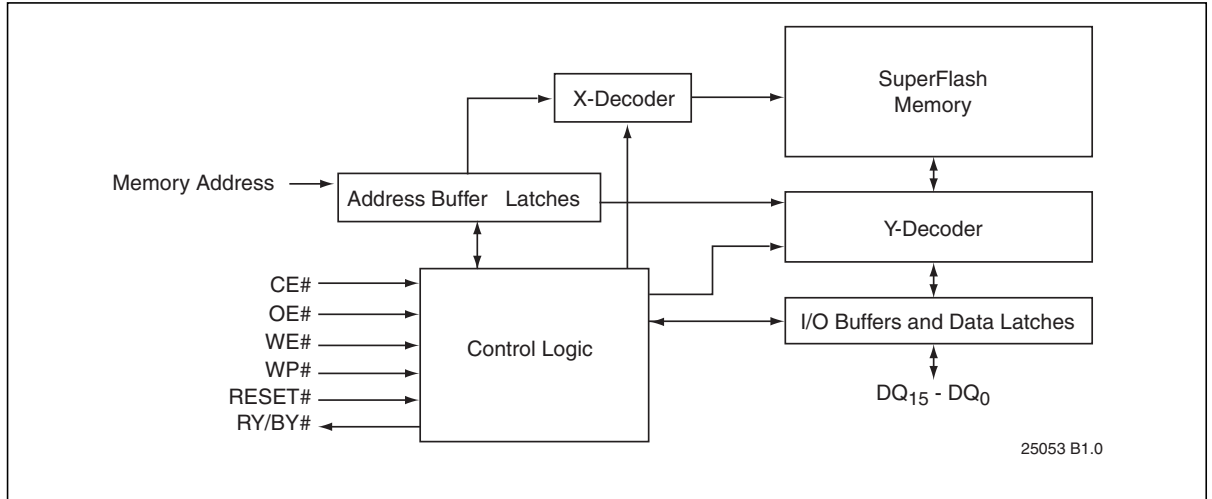 SuperFlash
Memory
X-Decoder
Memory Address
Address Buffer Latches
Y-Decoder
CE#
OE#
WE#
WP#
RESET#
RY/BY#
Control Logic
I/O Buffers and Data Latches
DQ15 - DQ0
25053 B1.0